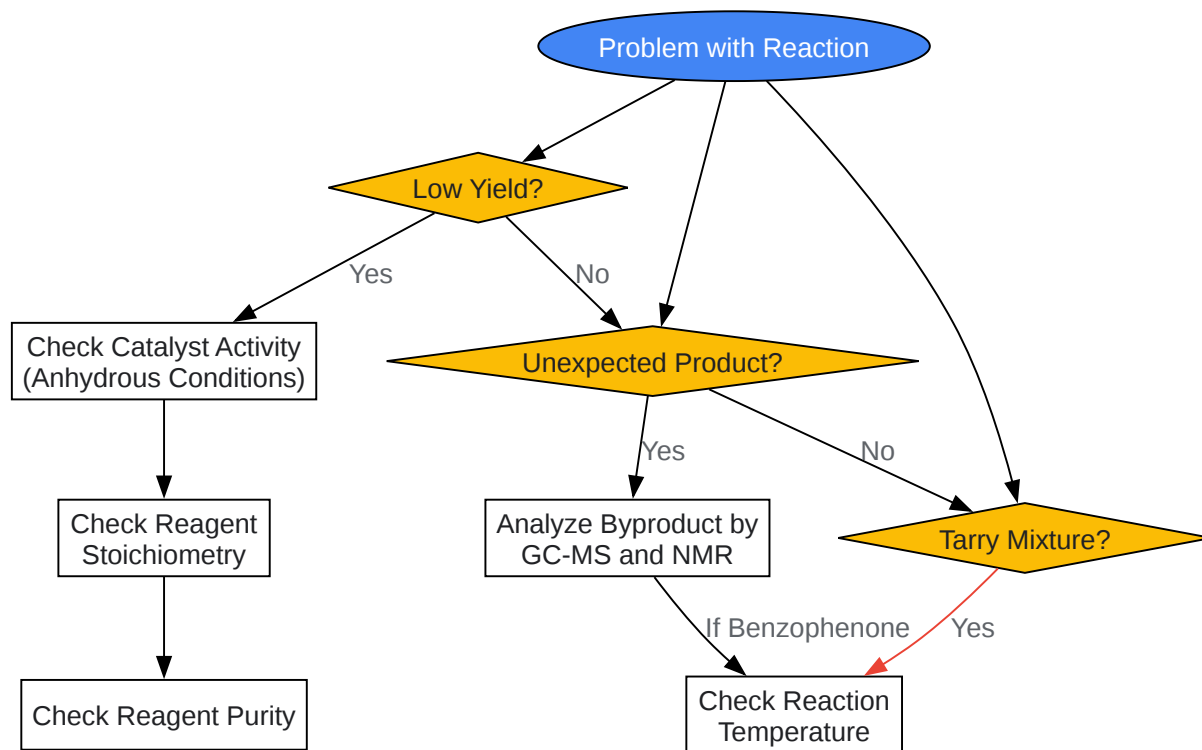 Problem with Reaction
Low Yield?
Yes
No
Check Catalyst Activity
(Anhydrous Conditions)
Unexpected Product?
Yes
No
Check Reagent
Stoichiometry
Analyze Byproduct by
GC-MS and NMR
Tarry Mixture?
If Benzophenone
Yes
Check Reagent Purity
Check Reaction
Temperature